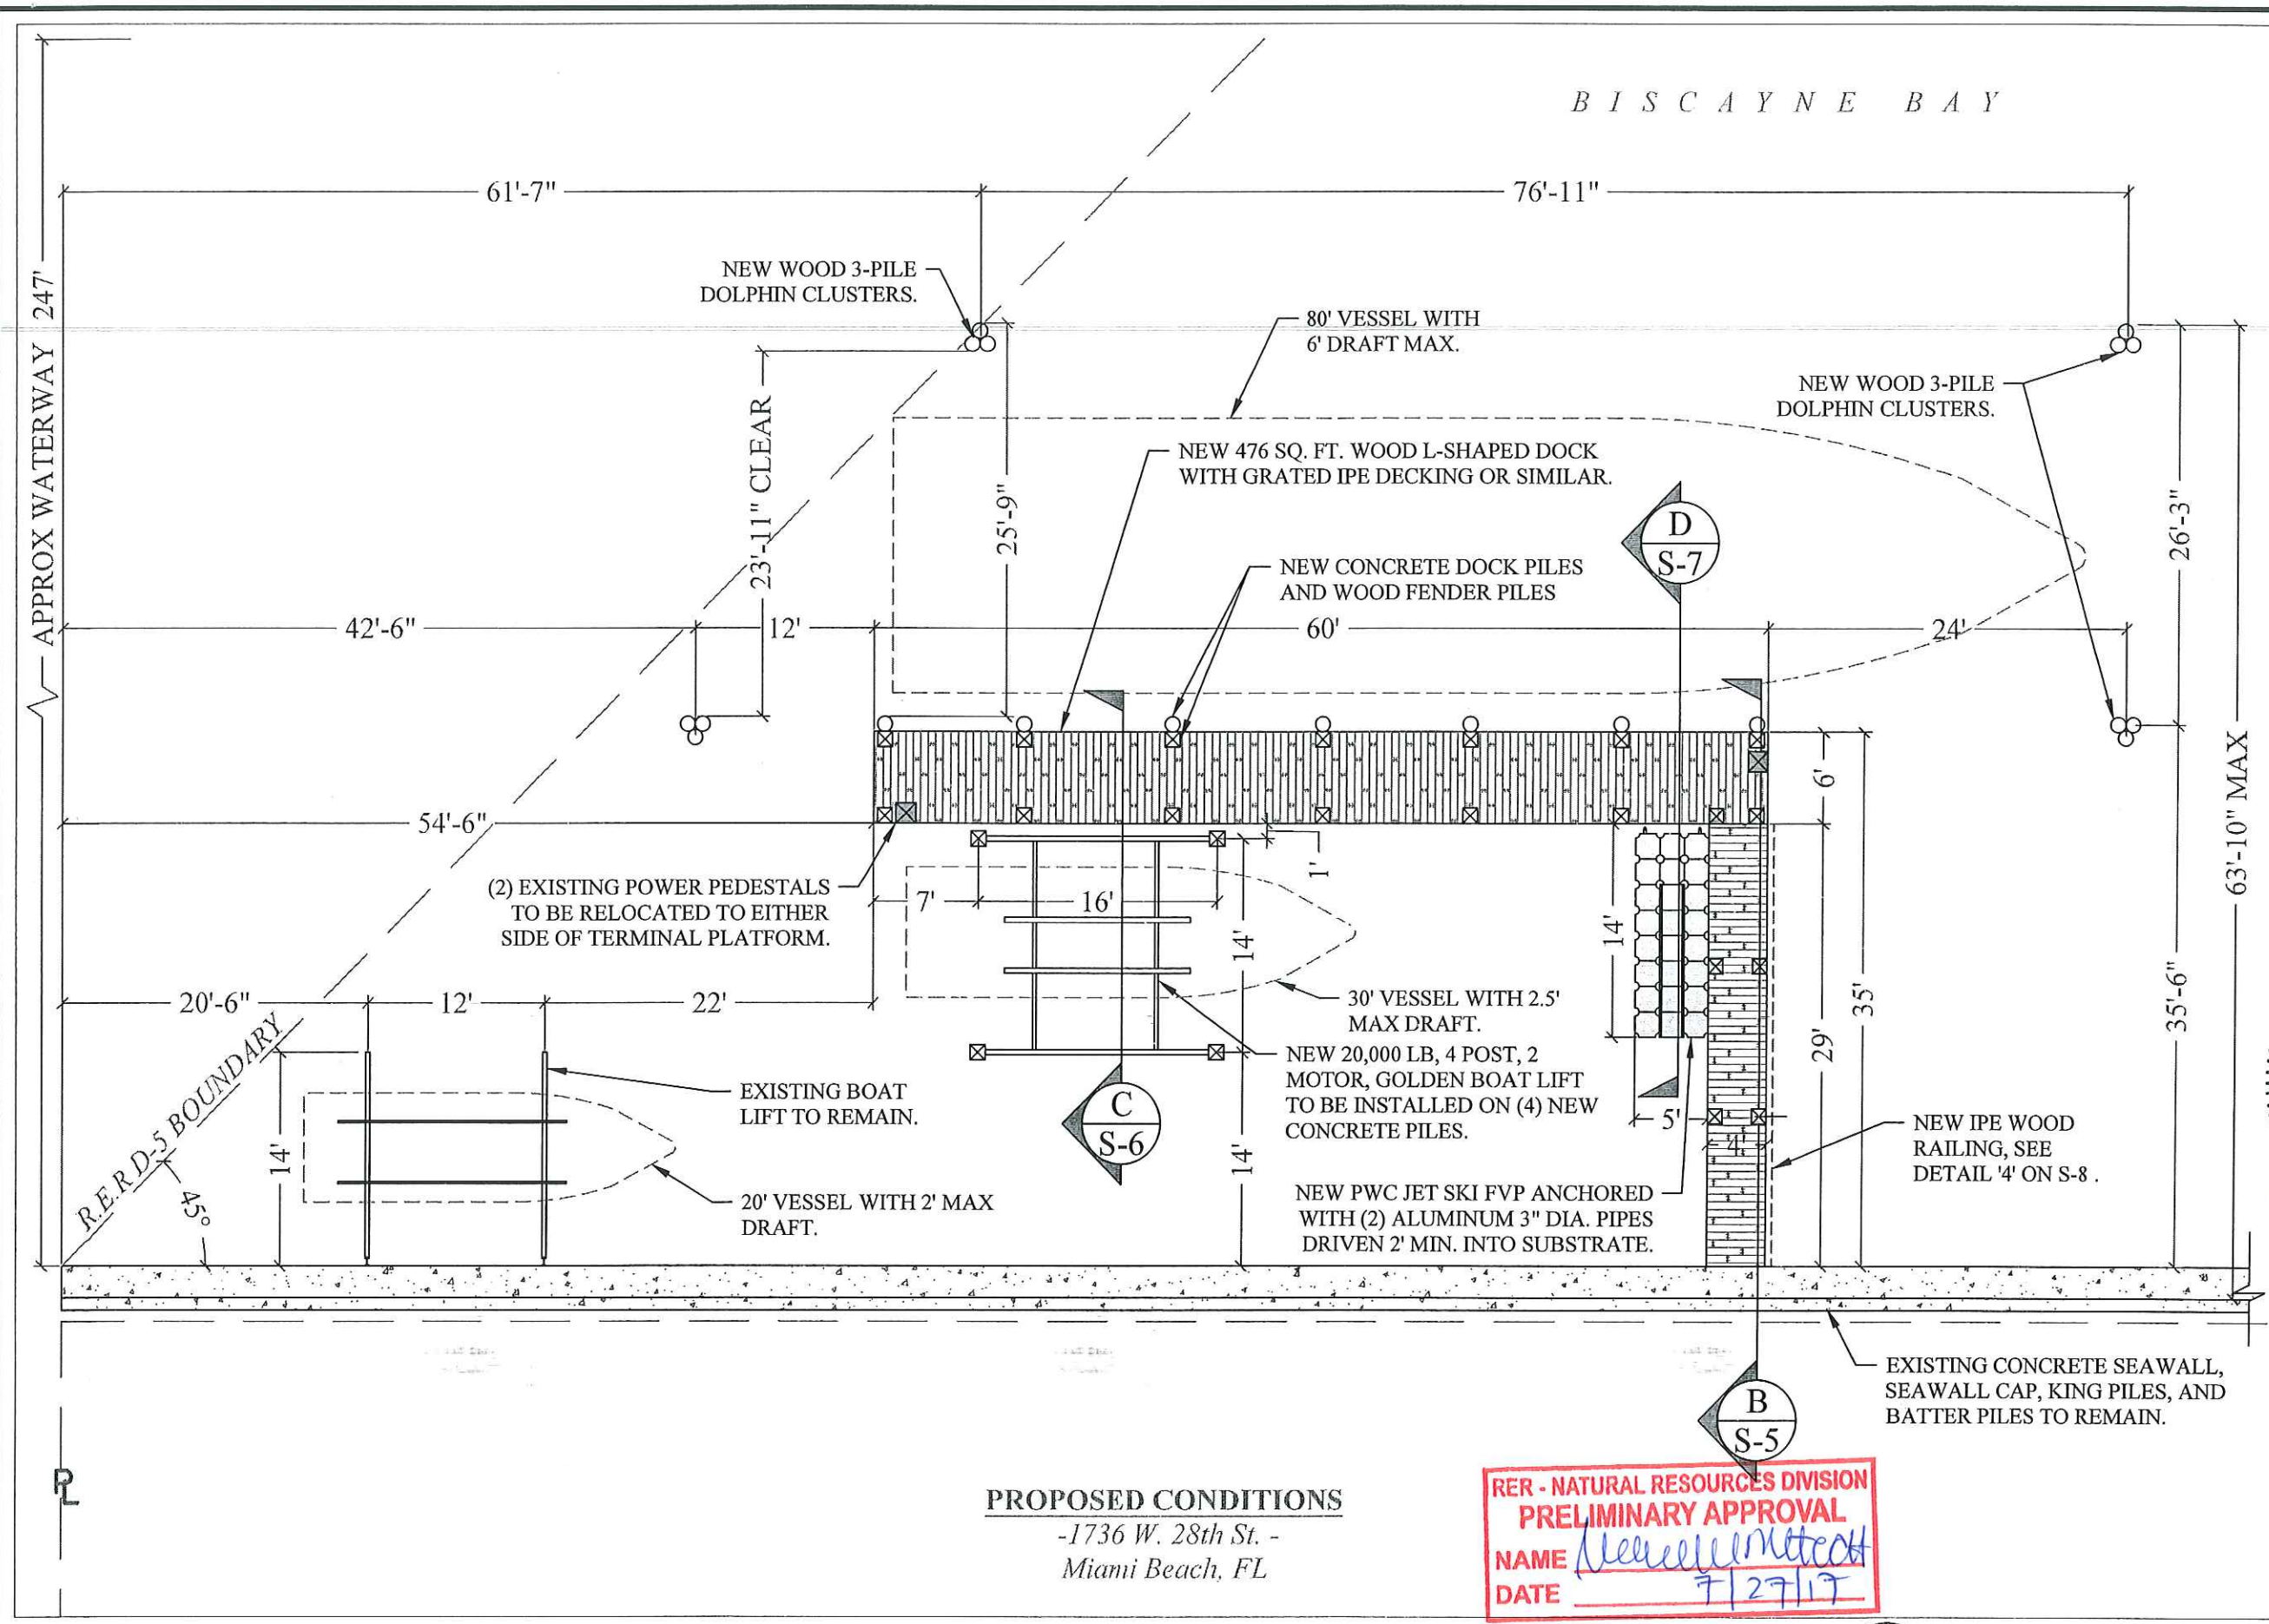 B I S C A Y N E B A Y
61'-7"
76'-11"
APPROX WATERWAY 247'
NEW WOOD 3-PILE
DOLPHIN CLUSTERS.
80' VESSEL WITH
6' DRAFT MAX.
NEW WOOD 3-PILE
DOLPHIN CLUSTERS.
23'-11" CLEAR
25'-9"
NEW 476 SQ. FT. WOOD L-SHAPED DOCK
WITH GRATED IPE DECKING OR SIMILAR.
D
S-7
26'-3"
NEW CONCRETE DOCK PILES
AND WOOD FENDER PILES
42'-6"
12'
60'
24'
6'
63'-10" MAX
54'-6"
(2) EXISTING POWER PEDESTALS
TO BE RELOCATED TO EITHER
SIDE OF TERMINAL PLATFORM.
7'
16'
1'
14'
14'
20'-6"
12'
22'
30' VESSEL WITH 2.5'
MAX DRAFT.
29'
35'
35'-6"
R.E.R D-5 BOUNDARY
45°
14'
EXISTING BOAT
LIFT TO REMAIN.
C
S-6
NEW 20,000 LB, 4 POST, 2
MOTOR, GOLDEN BOAT LIFT
TO BE INSTALLED ON (4) NEW
CONCRETE PILES.
5'
4'
NEW IPE WOOD
RAILING, SEE
DETAIL '4' ON S-8 .
20' VESSEL WITH 2' MAX
DRAFT.
14'
NEW PWC JET SKI FVP ANCHORED
WITH (2) ALUMINUM 3" DIA. PIPES
DRIVEN 2' MIN. INTO SUBSTRATE.
EXISTING CONCRETE SEAWALL,
SEAWALL CAP, KING PILES, AND
BATTER PILES TO REMAIN.
B
S-5
PL
PROPOSED CONDITIONS
-1736 W. 28th St. -
Miami Beach, FL
RER - NATURAL RESOURCES DIVISION
PRELIMINARY APPROVAL
NAME
DATE 7/27/17